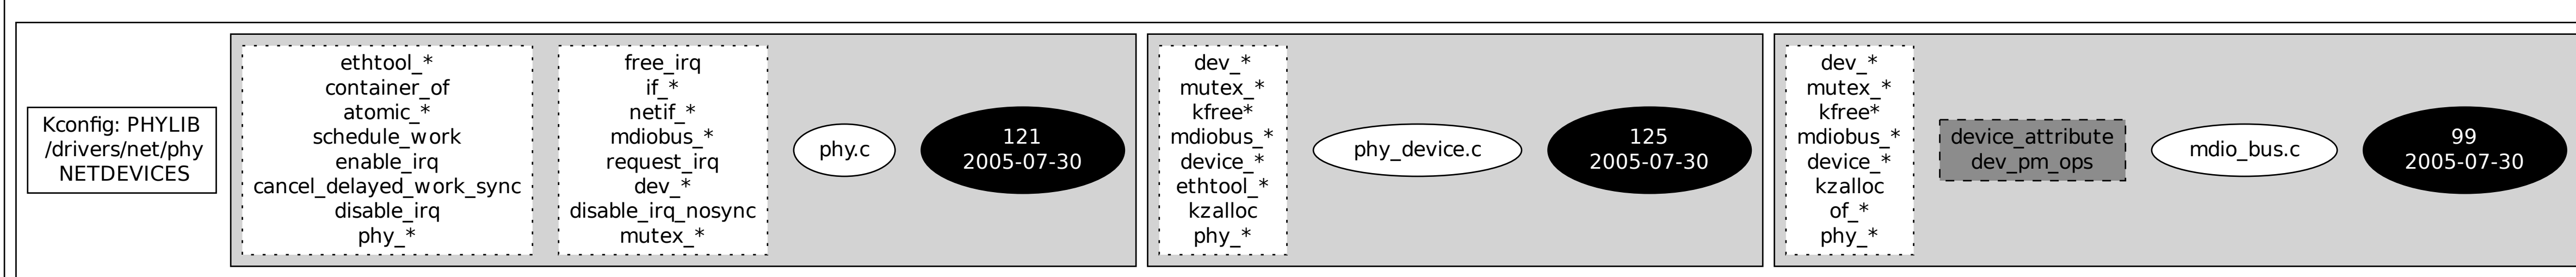 Kconfig: PHYLIB
/drivers/net/phy
NETDEVICES
ethtool_*
container_of
atomic_*
schedule_work
enable_irq
cancel_delayed_work_sync
disable_irq
phy_*
free_irq
if_*
netif_*
mdiobus_*
request_irq
dev_*
disable_irq_nosync
mutex_*
phy.c
121
2005-07-30
dev_*
mutex_*
kfree*
mdiobus_*
device_*
ethtool_*
kzalloc
phy_*
phy_device.c
125
2005-07-30
dev_*
mutex_*
kfree*
mdiobus_*
device_*
kzalloc
of_*
phy_*
device_attribute
dev_pm_ops
mdio_bus.c
99
2005-07-30